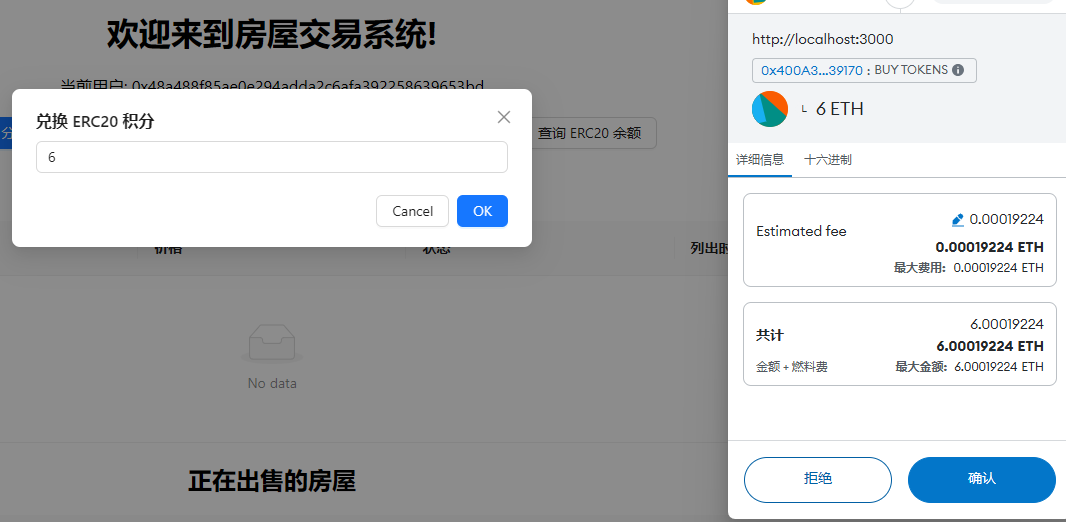 欢迎来到房屋交易系统!
当前用户: 0x48a488f85ae0e294adda2c6afa392258639653bd
兑换 ERC20 积分
6
Cancel
OK
分
查询 ERC20 余额
价格
状态
列出时
No data
正在出售的房屋
http://localhost:3000
0x400A3...39170 : BUY TOKENS
6 ETH
详细信息
十六进制
Estimated fee
0.00019224
0.00019224 ETH
最大费用: 0.00019224 ETH
共计
6.00019224
6.00019224 ETH
金额 + 燃料费
最大金额: 6.00019224 ETH
拒绝
确认